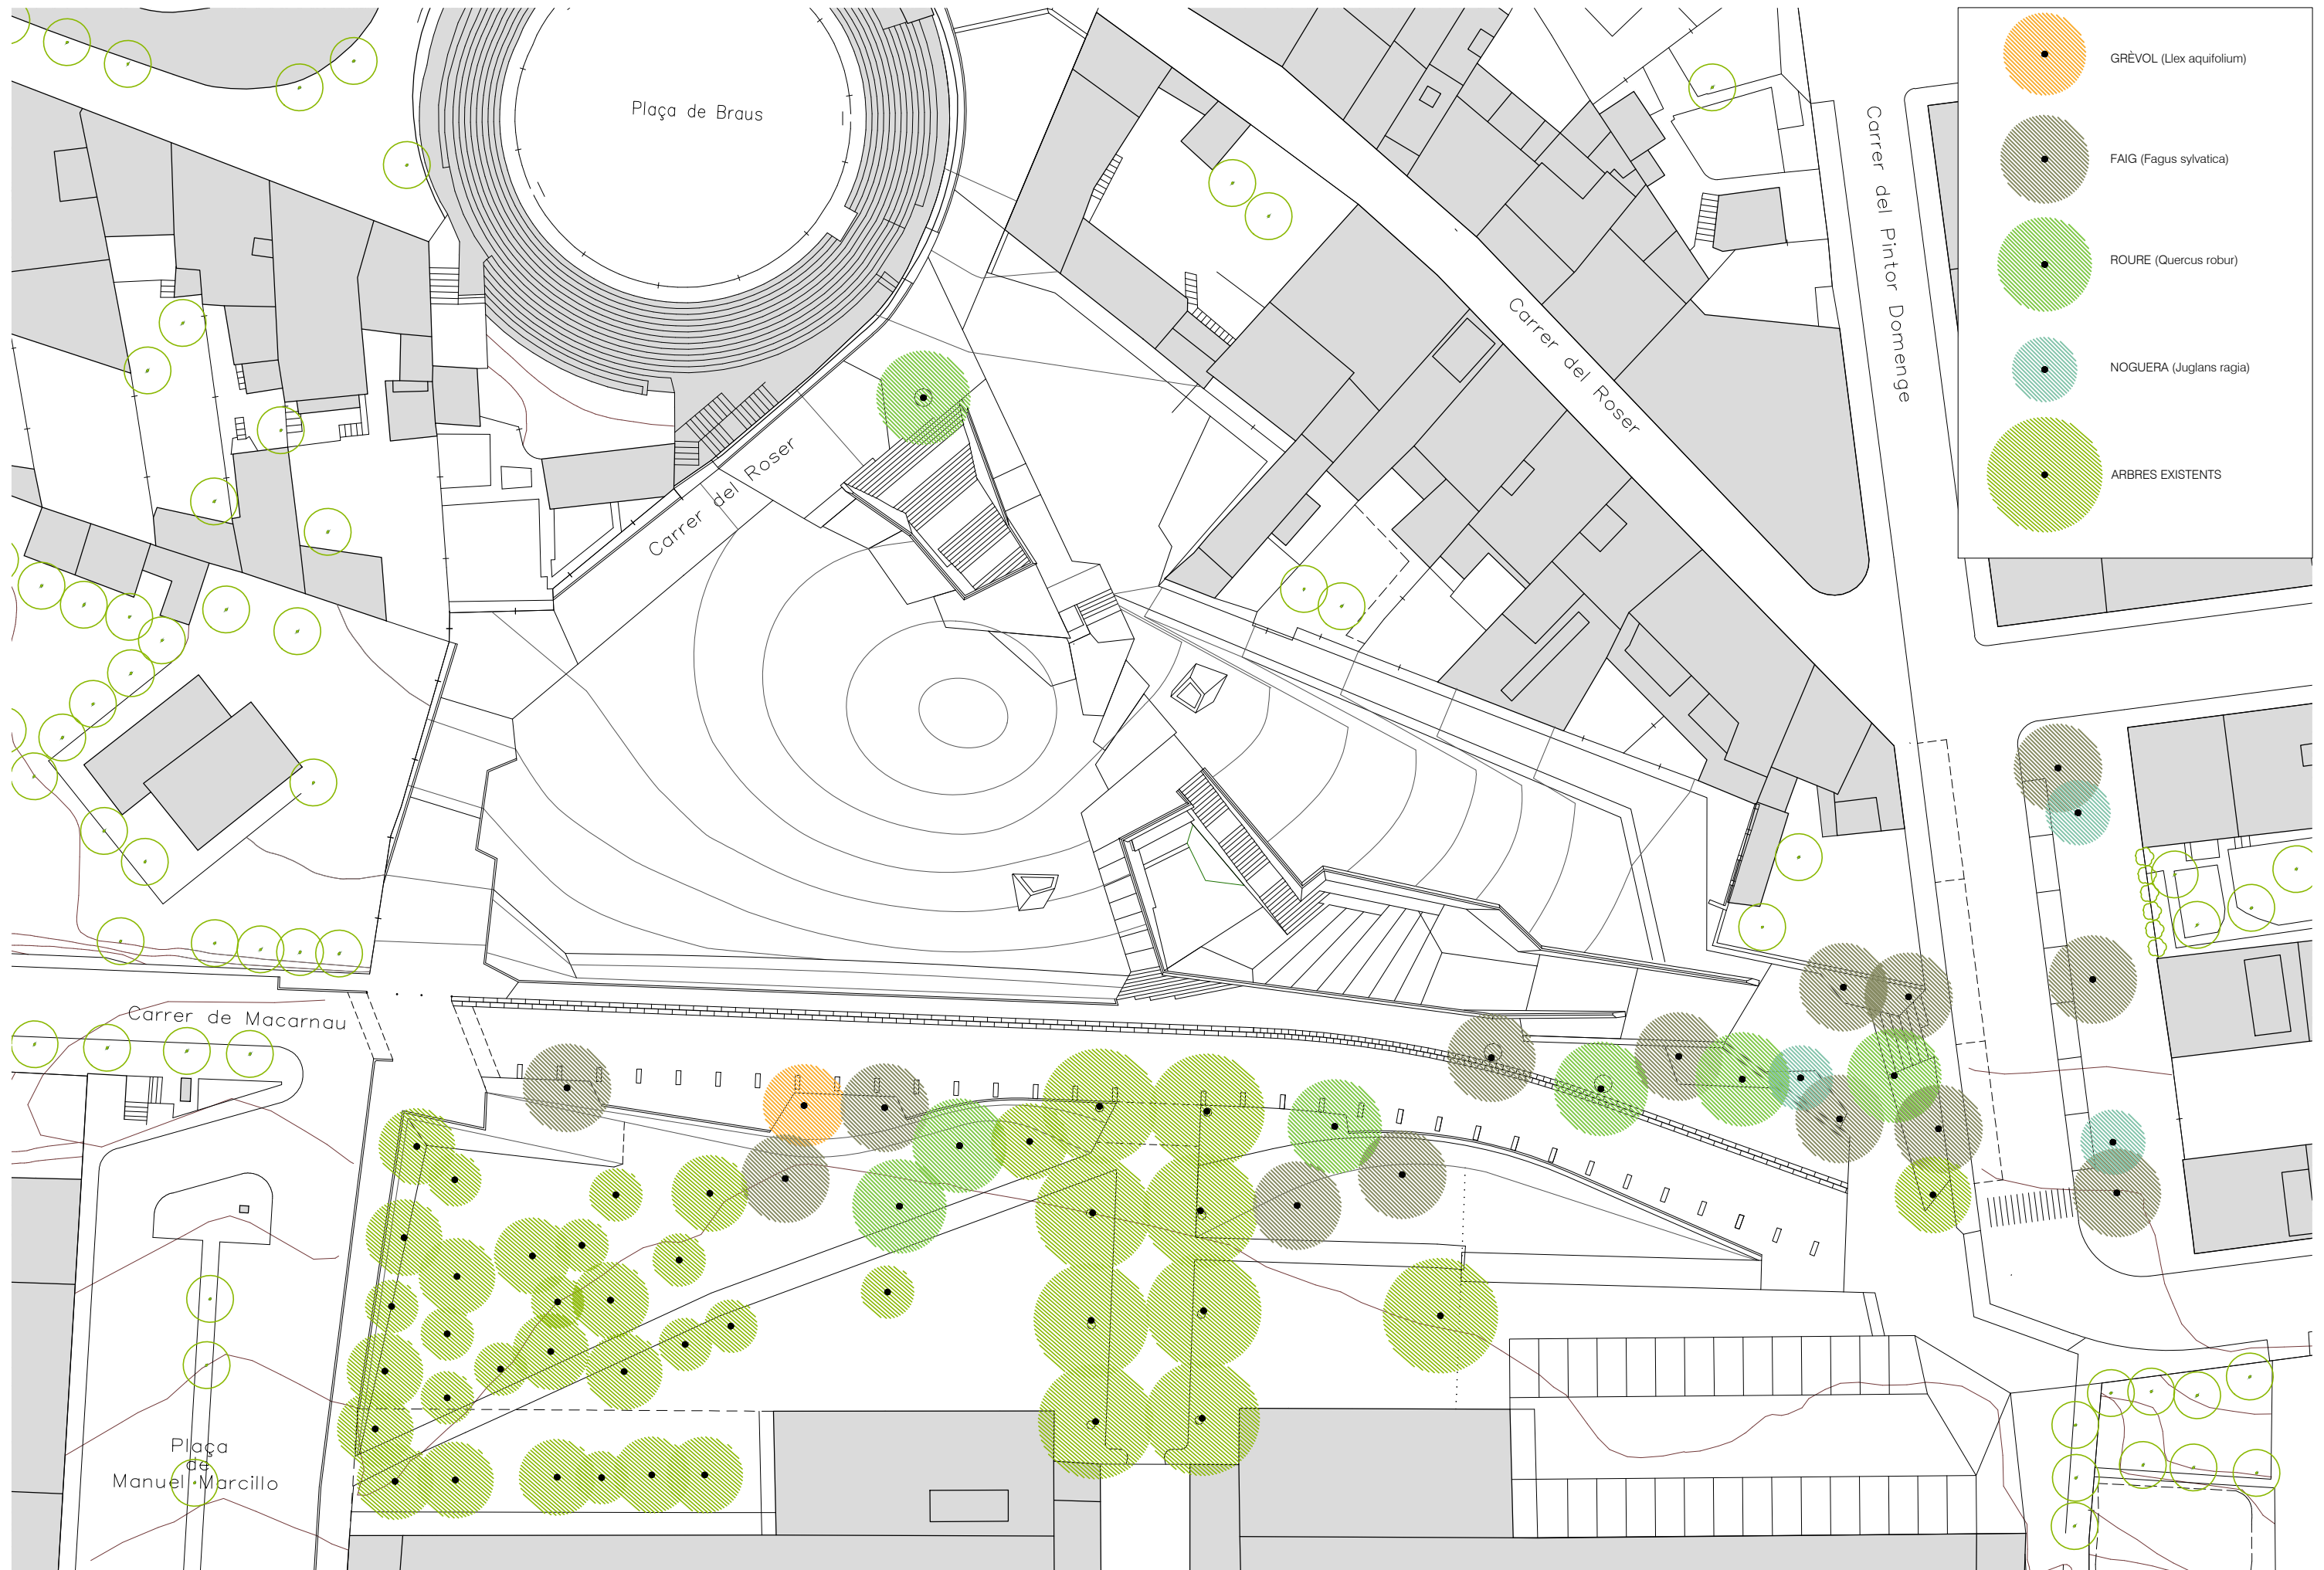 Plaça de Braus
Carrer del Roser
Carrer del Roser
Carrer del Pintor Domenge
Carrer de Macarnau
Plaça
de
Manuel Marcillo
GRÈVOL (Llex aquifolium)
FAIG (Fagus sylvatica)
ROURE (Quercus robur)
NOGUERA (Juglans ragia)
ARBRES EXISTENTS